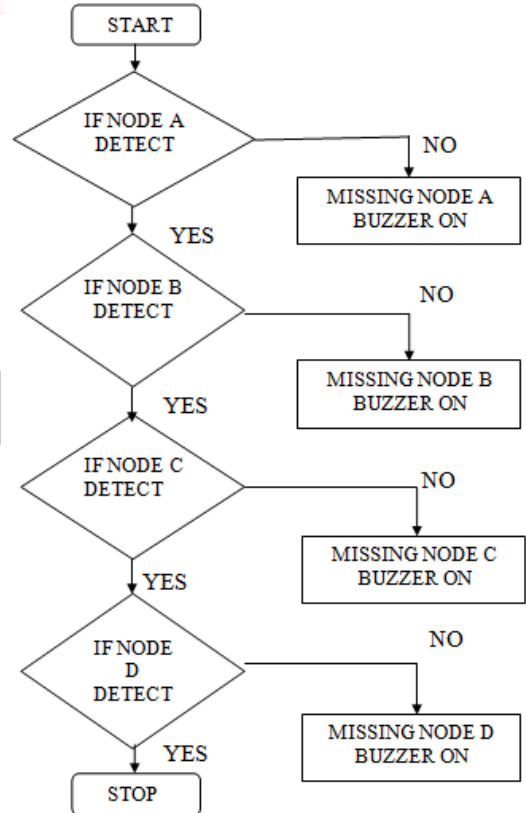 START
IF NODE A
DETECT
NO
MISSING NODE A
BUZZER ON
YES
IF NODE B
DETECT
NO
MISSING NODE B
BUZZER ON
YES
IF NODE C
DETECT
NO
MISSING NODE C
BUZZER ON
YES
IF NODE
D
DETECT
NO
MISSING NODE D
BUZZER ON
YES
STOP